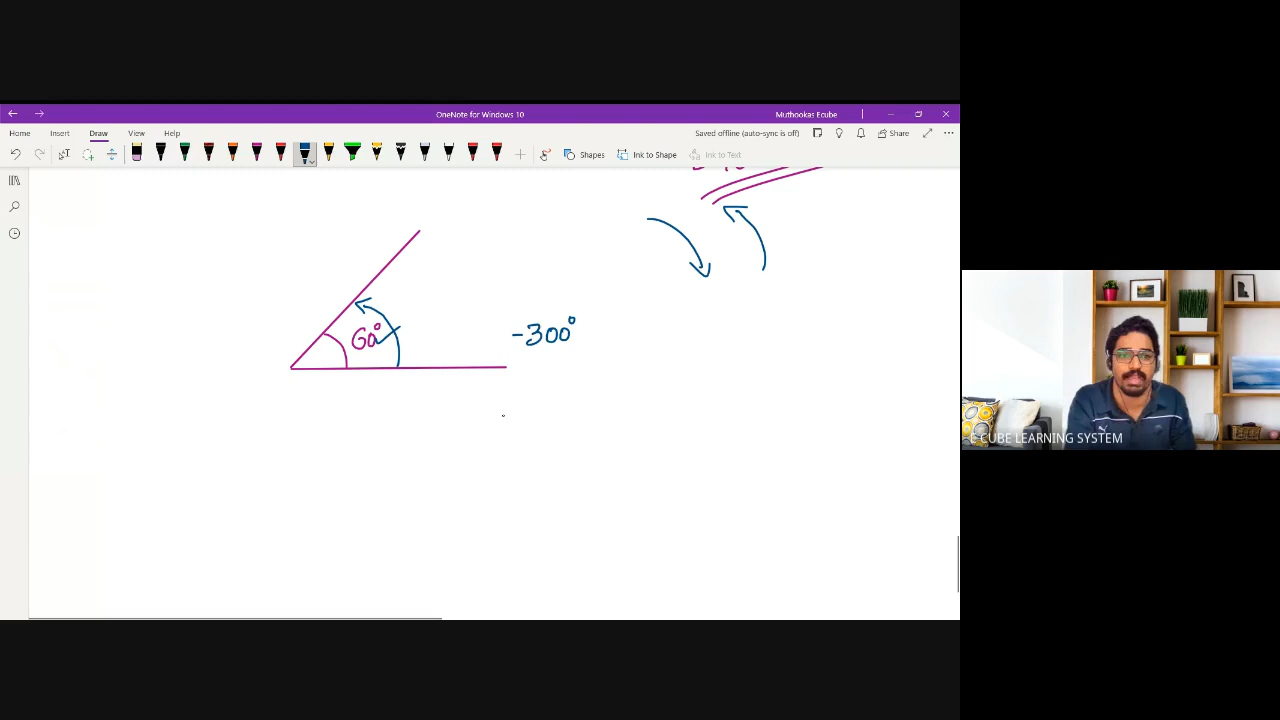 OneNote for Windows 10
Muthookas Ecube
Home Insert Draw View Help
Saved offline (auto-sync is off)
Share
Shapes
Ink to Shape
Ink to Text
60°
-300°
E CUBE LEARNING SYSTEM